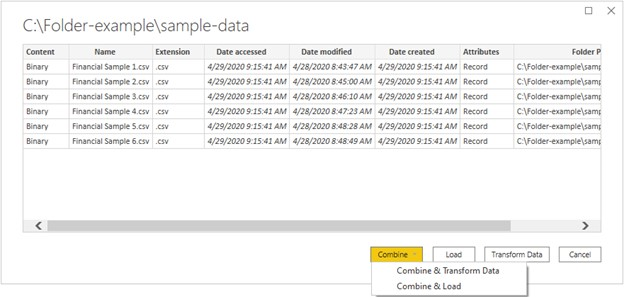 C:\Folder-example\sample-data
Content Name Extension Date accessed Date modified Date created Attributes Folder P
Binary Financial Sample 1.csv .csv 4/29/2020 9:15:41 AM 4/28/2020 8:43:47 AM 4/29/2020 9:15:41 AM Record C:\Folder-example\samp
Binary Financial Sample 2.csv .csv 4/29/2020 9:15:41 AM 4/28/2020 8:45:00 AM 4/29/2020 9:15:41 AM Record C:\Folder-example\samp
Binary Financial Sample 3.csv .csv 4/29/2020 9:15:41 AM 4/28/2020 8:46:10 AM 4/29/2020 9:15:41 AM Record C:\Folder-example\samp
Binary Financial Sample 4.csv .csv 4/29/2020 9:15:41 AM 4/28/2020 8:47:23 AM 4/29/2020 9:15:41 AM Record C:\Folder-example\samp
Binary Financial Sample 5.csv .csv 4/29/2020 9:15:41 AM 4/28/2020 8:48:28 AM 4/29/2020 9:15:41 AM Record C:\Folder-example\samp
Binary Financial Sample 6.csv .csv 4/29/2020 9:15:41 AM 4/28/2020 8:48:49 AM 4/29/2020 9:15:41 AM Record C:\Folder-example\samp
Combine Load Transform Data Cancel
Combine & Transform Data
Combine & Load